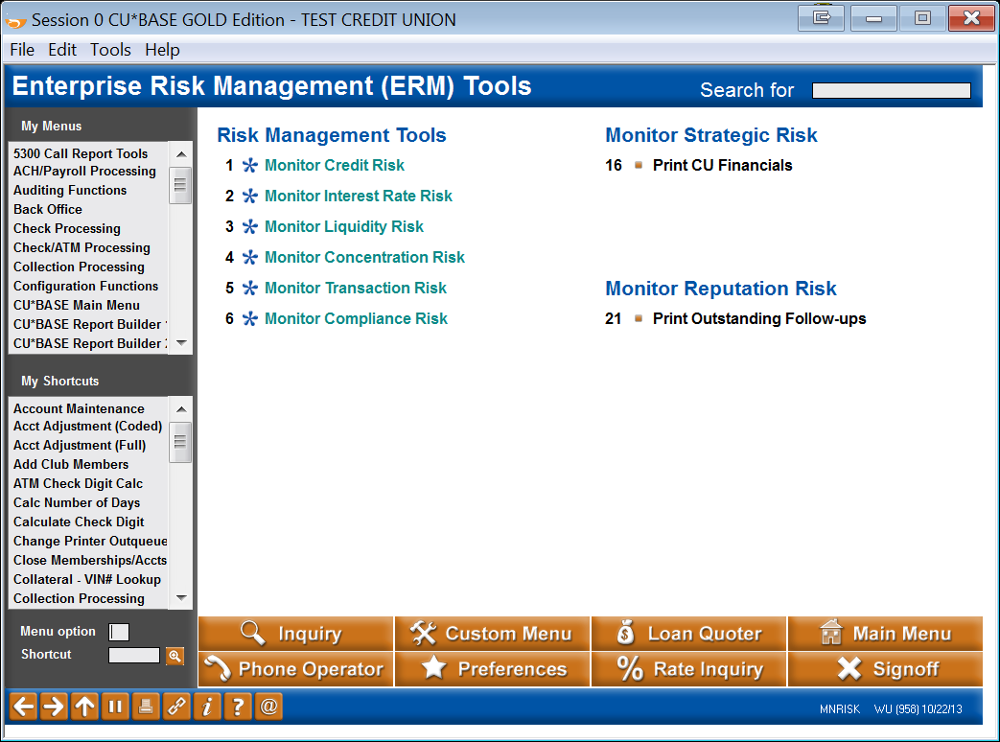 Session 0 CU*BASE GOLD Edition - TEST CREDIT UNION
File Edit Tools Help
Enterprise Risk Management (ERM) Tools
Search for
My Menus
5300 Call Report Tools
ACH/Payroll Processing
Auditing Functions
Back Office
Check Processing
Check/ATM Processing
Collection Processing
Configuration Functions
CU*BASE Main Menu
CU*BASE Report Builder
CU*BASE Report Builder
My Shortcuts
Account Maintenance
Acct Adjustment (Coded)
Acct Adjustment (Full)
Add Club Members
ATM Check Digit Calc
Calc Number of Days
Calculate Check Digit
Change Printer Outqueue
Close Memberships/Accts
Collateral - VIN# Lookup
Collection Processing
Menu option
Shortcut
Risk Management Tools
1 Monitor Credit Risk
2 Monitor Interest Rate Risk
3 Monitor Liquidity Risk
4 Monitor Concentration Risk
5 Monitor Transaction Risk
6 Monitor Compliance Risk
Monitor Strategic Risk
16 Print CU Financials
Monitor Reputation Risk
21 Print Outstanding Follow-ups
Inquiry Custom Menu Loan Quoter Main Menu
Phone Operator Preferences % Rate Inquiry Signoff
i ? @
MNRISK WU (958) 10/22/13